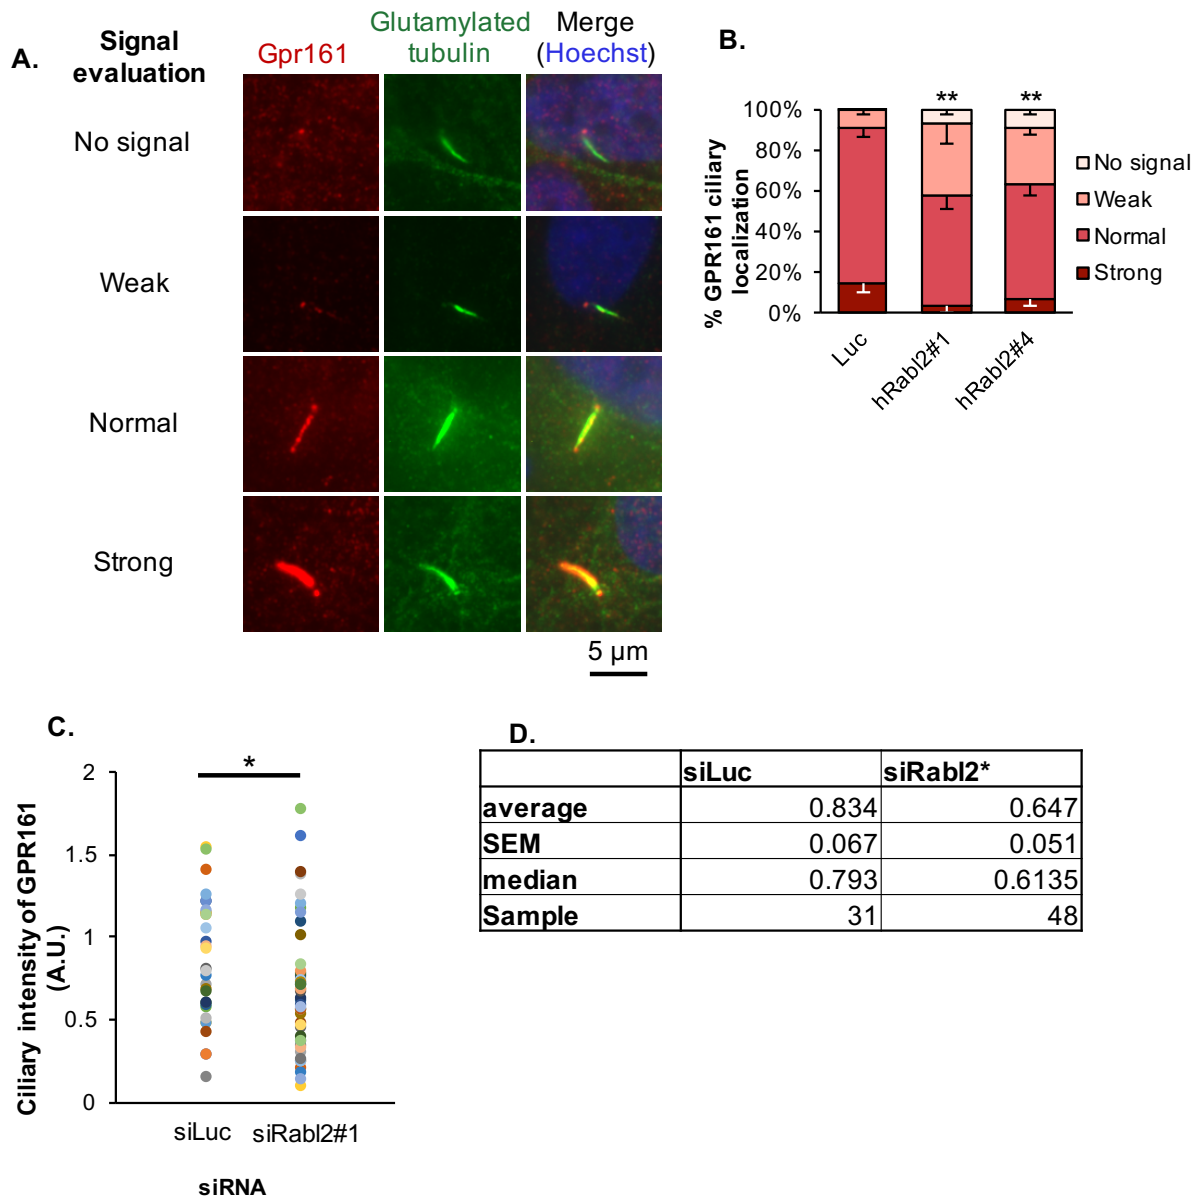 A.
Signal
evaluation
Gpr161
Glutamylated
tubulin
Merge
(Hoechst)
No signal
Weak
Normal
Strong
5 µm
B.
% GPR161 ciliary
localization
100%
80%
60%
40%
20%
0%
** **
Luc
hRabl2#1
hRabl2#4
No signal
Weak
Normal
Strong
C.
Ciliary intensity of GPR161
(A.U.)
2
1.5
1
0.5
0
*
siLuc siRabl2#1
siRNA
D.
siLuc siRabl2*
average 0.834 0.647
SEM 0.067 0.051
median 0.793 0.6135
Sample 31 48